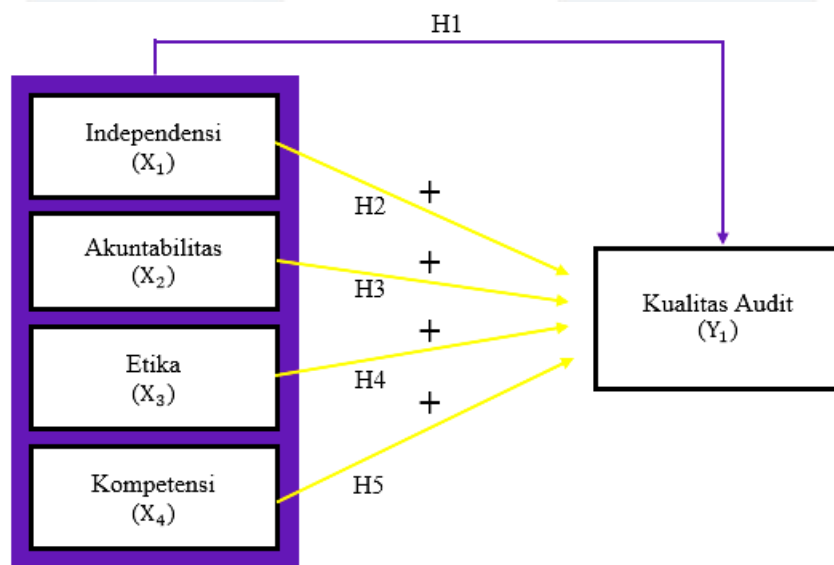 H1
Independensi
(X₁)
+
H2
Akuntabilitas
(X₂)
+
H3
Kualitas Audit
(Y₁)
+
Etika
(X₃)
H4
+
Kompetensi
(X₄)
H5